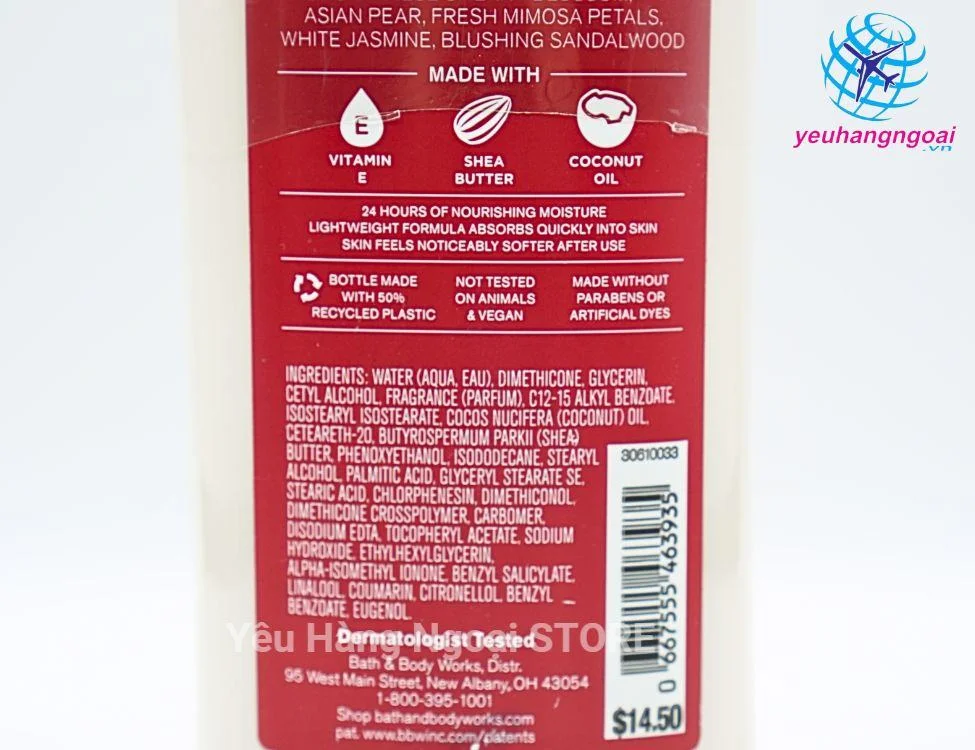 ASIAN PEAR, FRESH MIMOSA PETALS,
WHITE JASMINE, BLUSHING SANDALWOOD
MADE WITH
E
VITAMIN
E
SHEA
BUTTER
COCONUT
OIL
24 HOURS OF NOURISHING MOISTURE
LIGHTWEIGHT FORMULA ABSORBS QUICKLY INTO SKIN
SKIN FEELS NOTICEABLY SOFTER AFTER USE
BOTTLE MADE
WITH 50%
RECYCLED PLASTIC
NOT TESTED
ON ANIMALS
& VEGAN
MADE WITHOUT
PARABENS OR
ARTIFICIAL DYES
INGREDIENTS: WATER (AQUA, EAU), DIMETHICONE, GLYCERIN,
CETYL ALCOHOL, FRAGRANCE (PARFUM), C12-15 ALKYL BENZOATE,
ISOSTEARYL ISOSTEARATE, COCOS NUCIFERA (COCONUT) OIL,
CETEARETH-20, BUTYROSPERMUM PARKII (SHEA)
BUTTER, PHENOXYETHANOL, ISODODECANE, STEARYL
ALCOHOL, PALMITIC ACID, GLYCERYL STEARATE SE,
STEARIC ACID, CHLORPHENESIN, DIMETHICONOL,
DIMETHICONE CROSSPOLYMER, CARBOMER,
DISODIUM EDTA, TOCOPHERYL ACETATE, SODIUM
HYDROXIDE, ETHYLHEXYLGLYCERIN,
ALPHA-ISOMETHYL IONONE, BENZYL SALICYLATE,
LINALOOL, COUMARIN, CITRONELLOL, BENZYL
BENZOATE, EUGENOL
Dermatologist Tested
Bath & Body Works, Distr.
95 West Main Street, New Albany, OH 43054
1-800-395-1001
Shop bathandbodyworks.com
pat. www.bbwinc.com/patents
30610033
0 667555 463935
$14.50
yeuhangngoai
.vn
Yêu Hàng Ngoại STORE